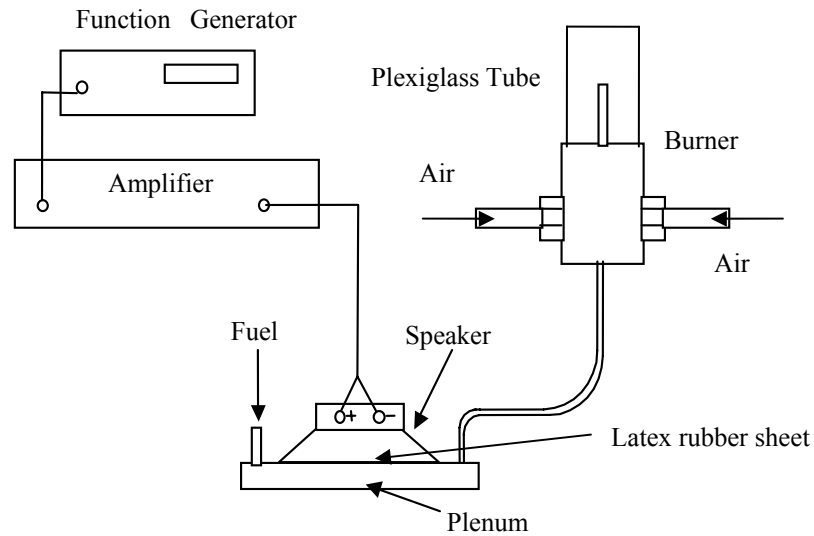 Function Generator
Plexiglass Tube
Burner
Amplifier
Air
Air
Fuel
Speaker
+ −
Latex rubber sheet
Plenum